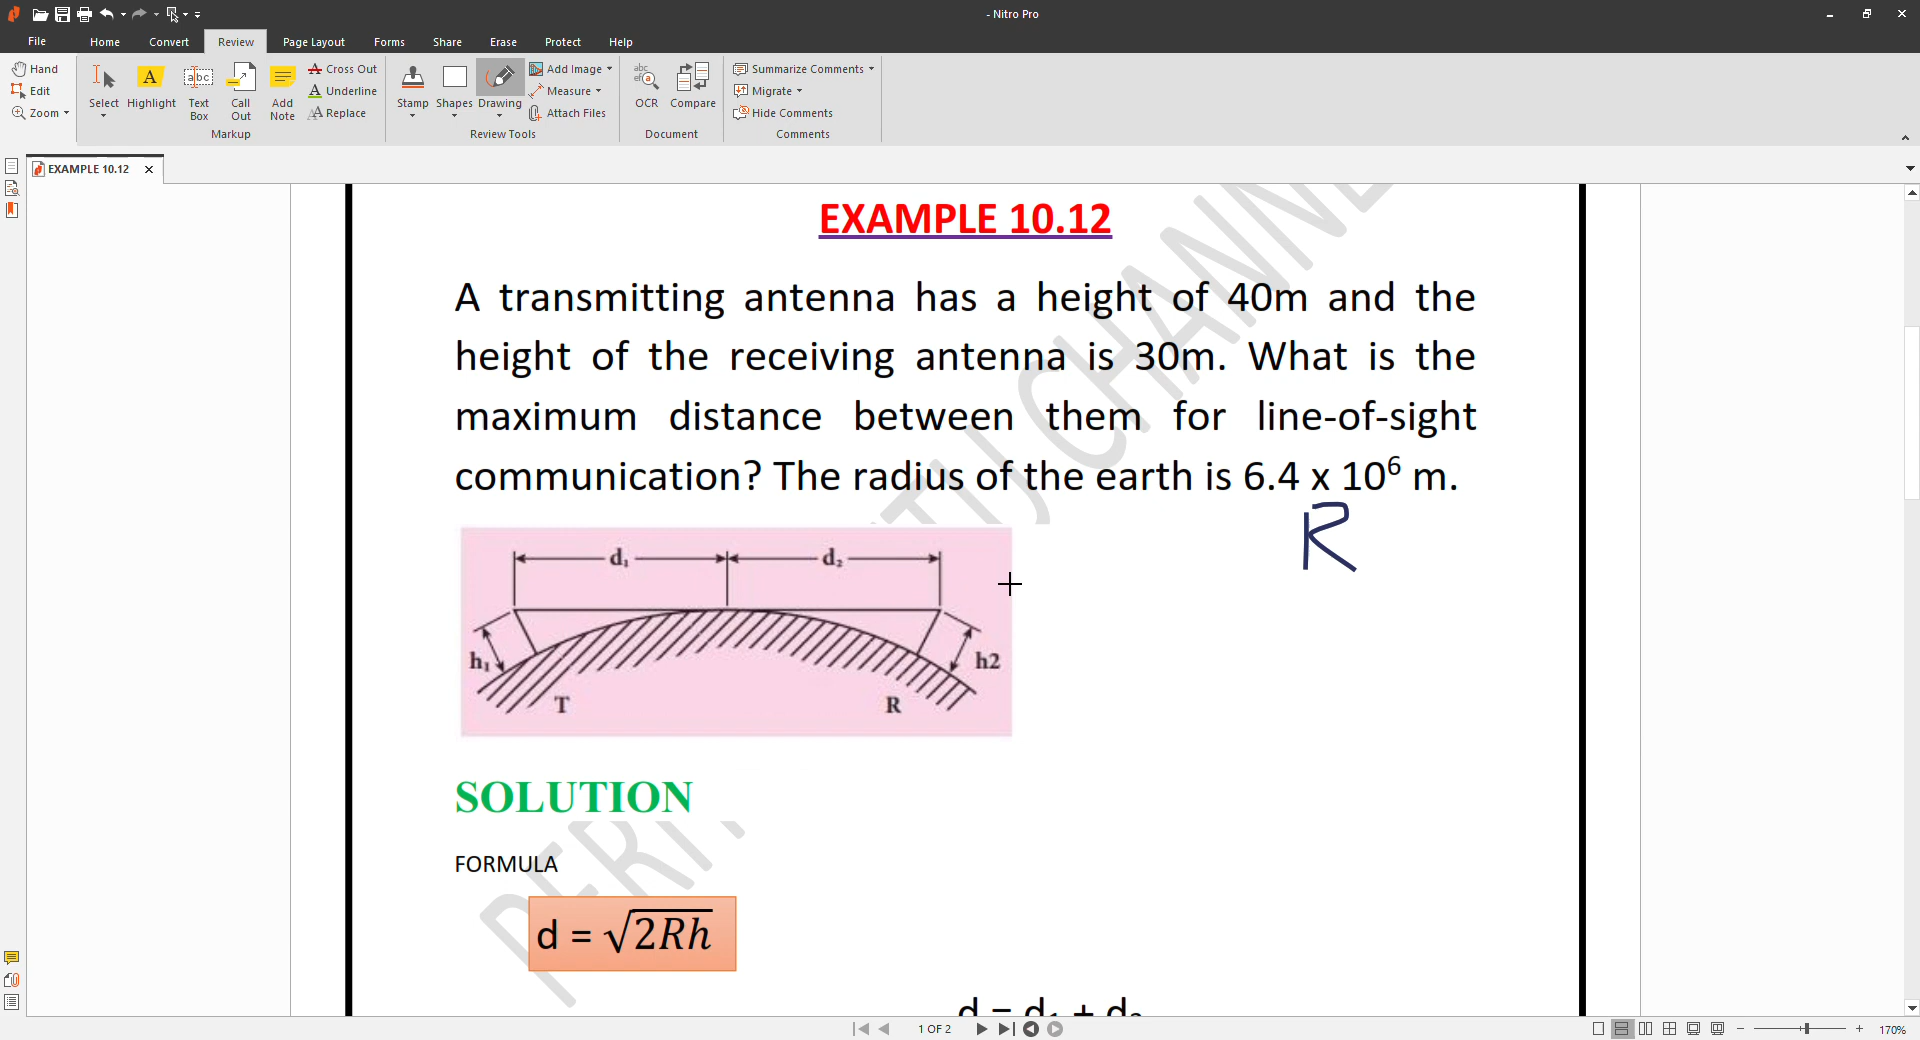 - Nitro Pro
File
Home
Convert
Review
Page Layout
Forms
Share
Erase
Protect
Help
Hand
Edit
Zoom
Select
Highlight
Text Box
Call Out
Add Note
Cross Out
Underline
Replace
Markup
Stamp
Shapes
Drawing
Add Image
Measure
Attach Files
Review Tools
OCR
Compare
Document
Summarize Comments
Migrate
Hide Comments
Comments
EXAMPLE 10.12
EXAMPLE 10.12
A transmitting antenna has a height of 40m and the
height of the receiving antenna is 30m. What is the
maximum distance between them for line-of-sight
communication? The radius of the earth is 6.4 x 10⁶ m.
R
d₁ d₂
h₁ h2
T R
SOLUTION
FORMULA
d = √2Rh
d = d₁ + d₂
1 OF 2
170%